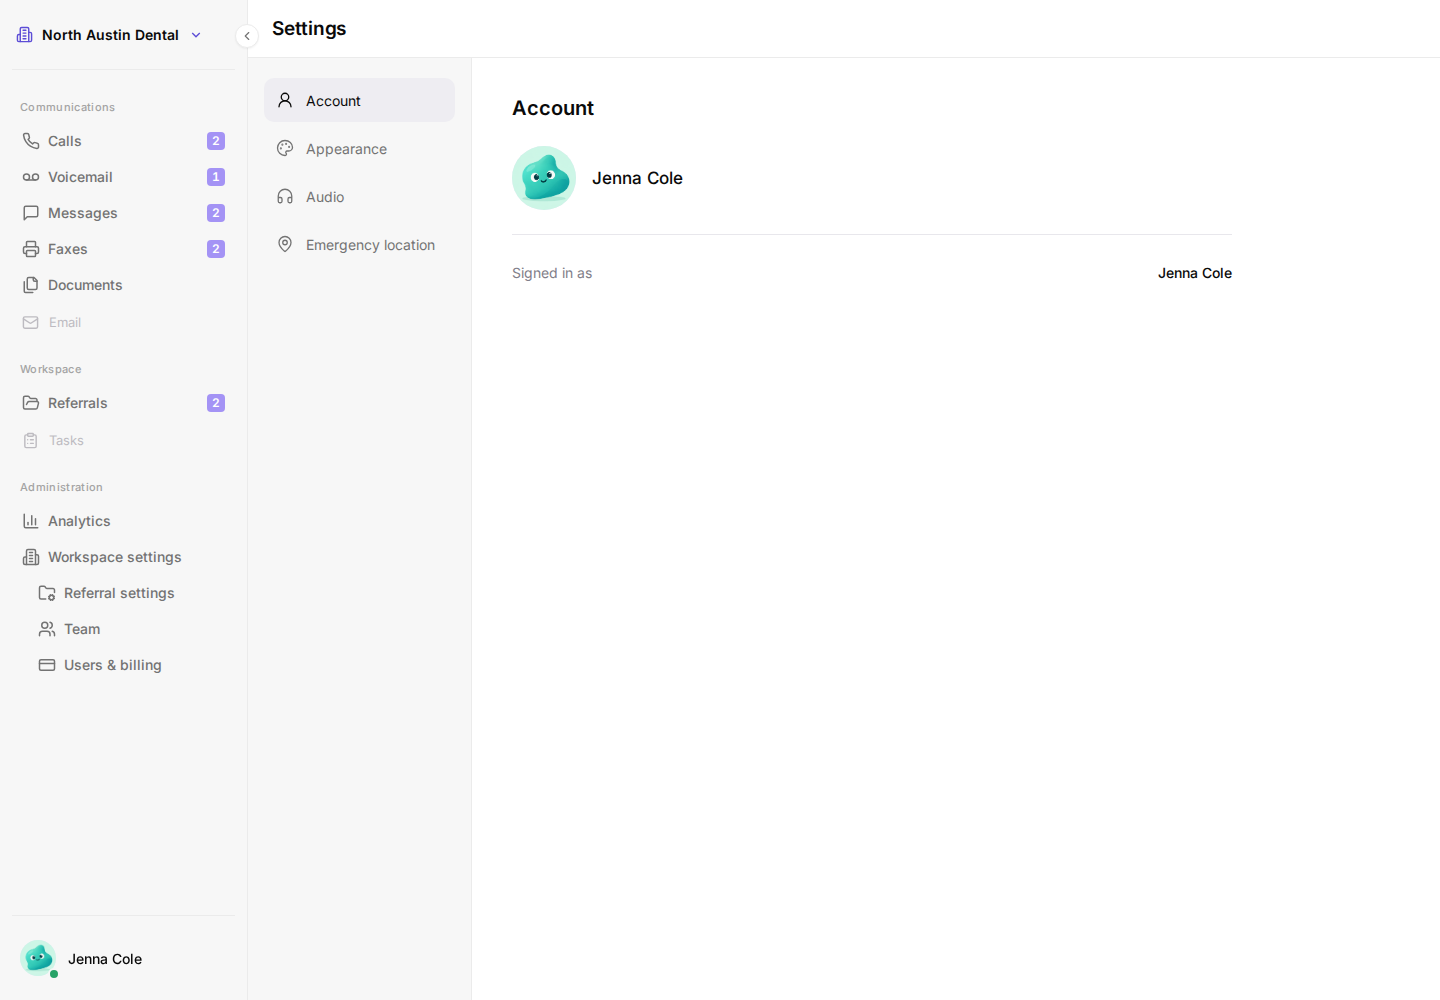 North Austin Dental
Settings
Communications
Calls 2
Voicemail 1
Messages 2
Faxes 2
Documents
Email
Workspace
Referrals 2
Tasks
Administration
Analytics
Workspace settings
Referral settings
Team
Users & billing
Jenna Cole
Account
Appearance
Audio
Emergency location
Account
Jenna Cole
Signed in as Jenna Cole